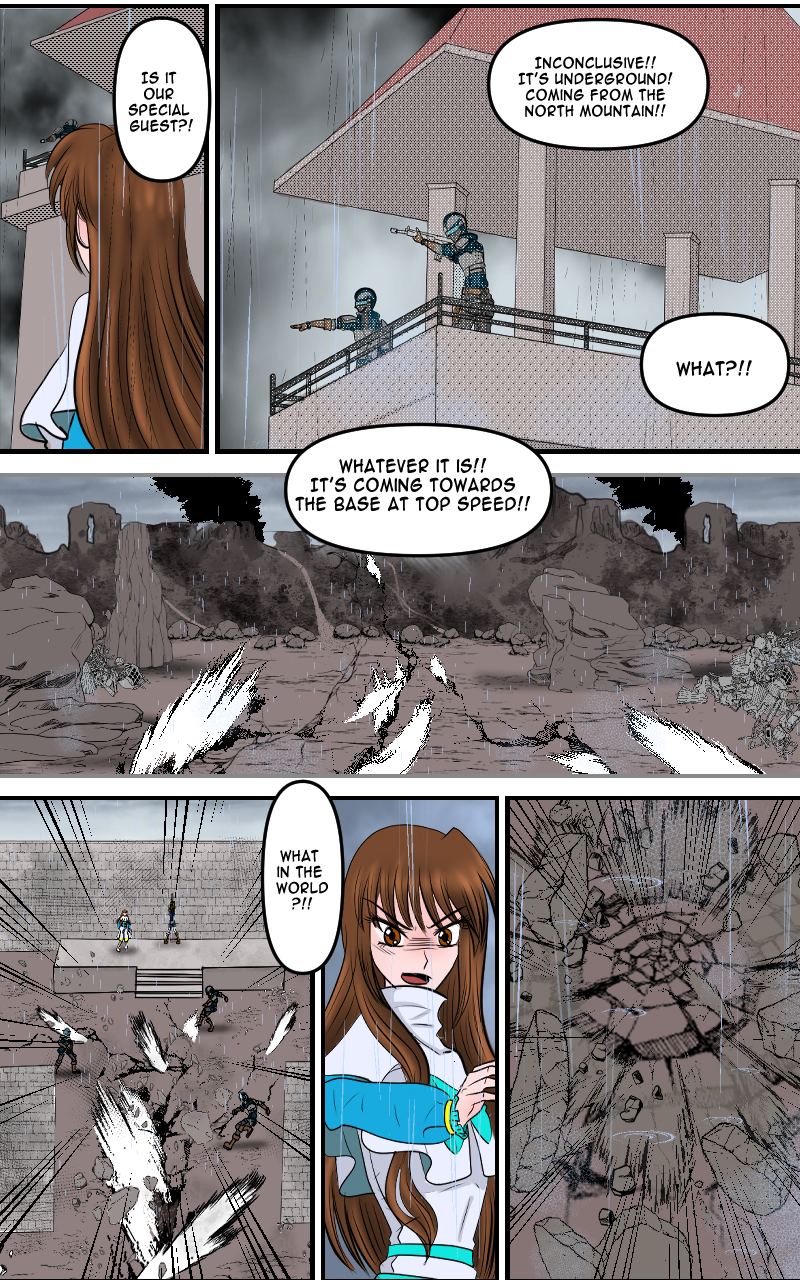 IS IT
OUR
SPECIAL
GUEST?!
INCONCLUSIVE!!
IT'S UNDERGROUND!
COMING FROM THE
NORTH MOUNTAIN!!
WHAT?!!
WHATEVER IT IS!!
IT'S COMING TOWARDS
THE BASE AT TOP SPEED!!
WHAT
IN THE
WORLD
?!!